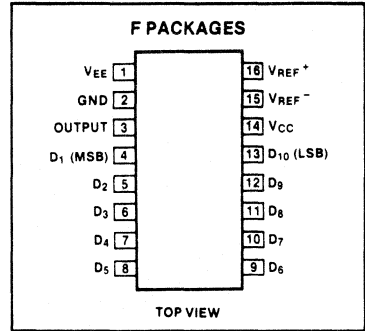 F PACKAGES
VEE 1 16 VREF+
GND 2 15 VREF−
OUTPUT 3 14 VCC
D1 (MSB) 4 13 D10 (LSB)
D2 5 12 D9
D3 6 11 D8
D4 7 10 D7
D5 8 9 D6
TOP VIEW